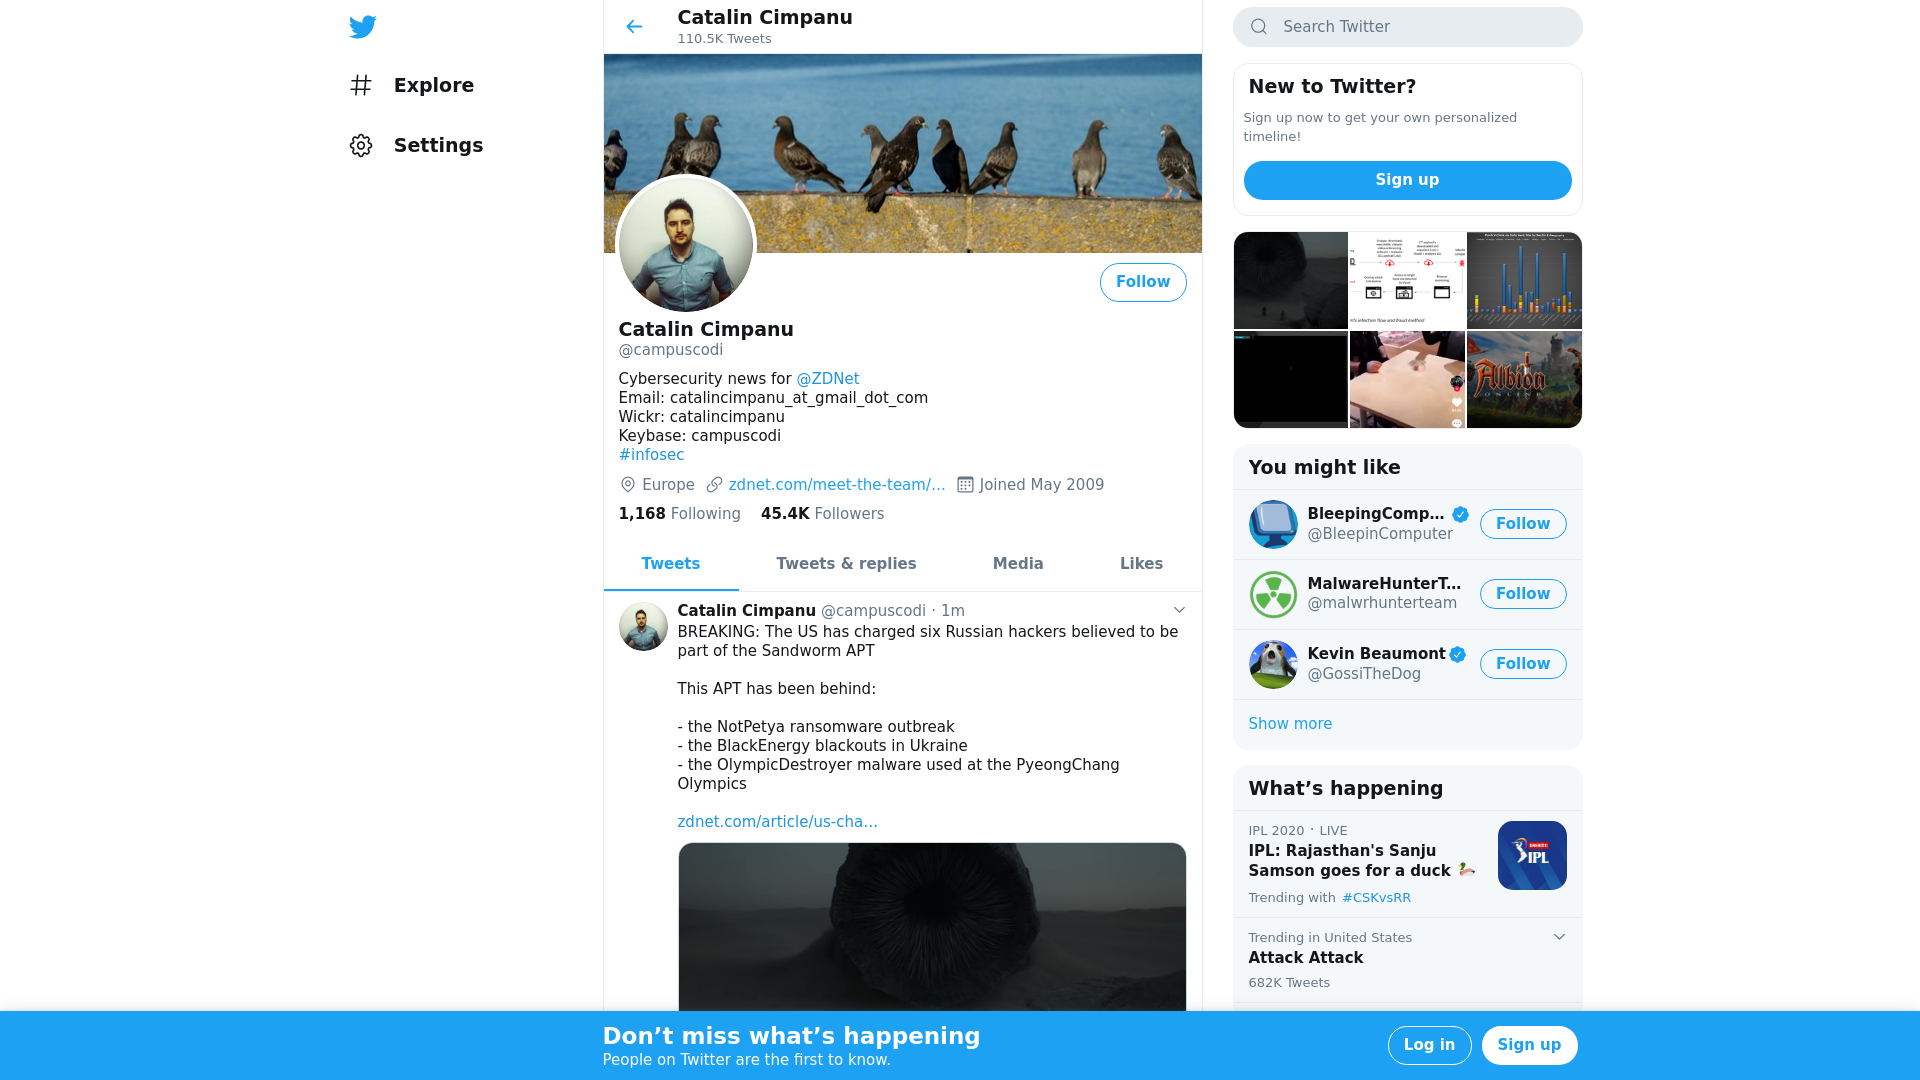 Explore
Settings
Catalin Cimpanu
110.5K Tweets
Follow
Catalin Cimpanu
@campuscodi
Cybersecurity news for @ZDNet
Email: catalincimpanu_at_gmail_dot_com
Wickr: catalincimpanu
Keybase: campuscodi
#infosec
Europe zdnet.com/meet-the-team/… Joined May 2009
1,168 Following 45.4K Followers
Tweets Tweets & replies Media Likes
Catalin Cimpanu @campuscodi · 1m
BREAKING: The US has charged six Russian hackers believed to be
part of the Sandworm APT
This APT has been behind:
- the NotPetya ransomware outbreak
- the BlackEnergy blackouts in Ukraine
- the OlympicDestroyer malware used at the PyeongChang
Olympics
zdnet.com/article/us-cha…
Search Twitter
New to Twitter?
Sign up now to get your own personalized
timeline!
Sign up
Albion
ONLINE
You might like
BleepingComp…
@BleepinComputer
Follow
MalwareHunterT…
@malwrhunterteam
Follow
Kevin Beaumont
@GossiTheDog
Follow
Show more
What’s happening
IPL 2020 · LIVE
IPL: Rajasthan's Sanju
Samson goes for a duck
Trending with #CSKvsRR
IPL
Trending in United States
Attack Attack
682K Tweets
Don’t miss what’s happening
People on Twitter are the first to know.
Log in
Sign up